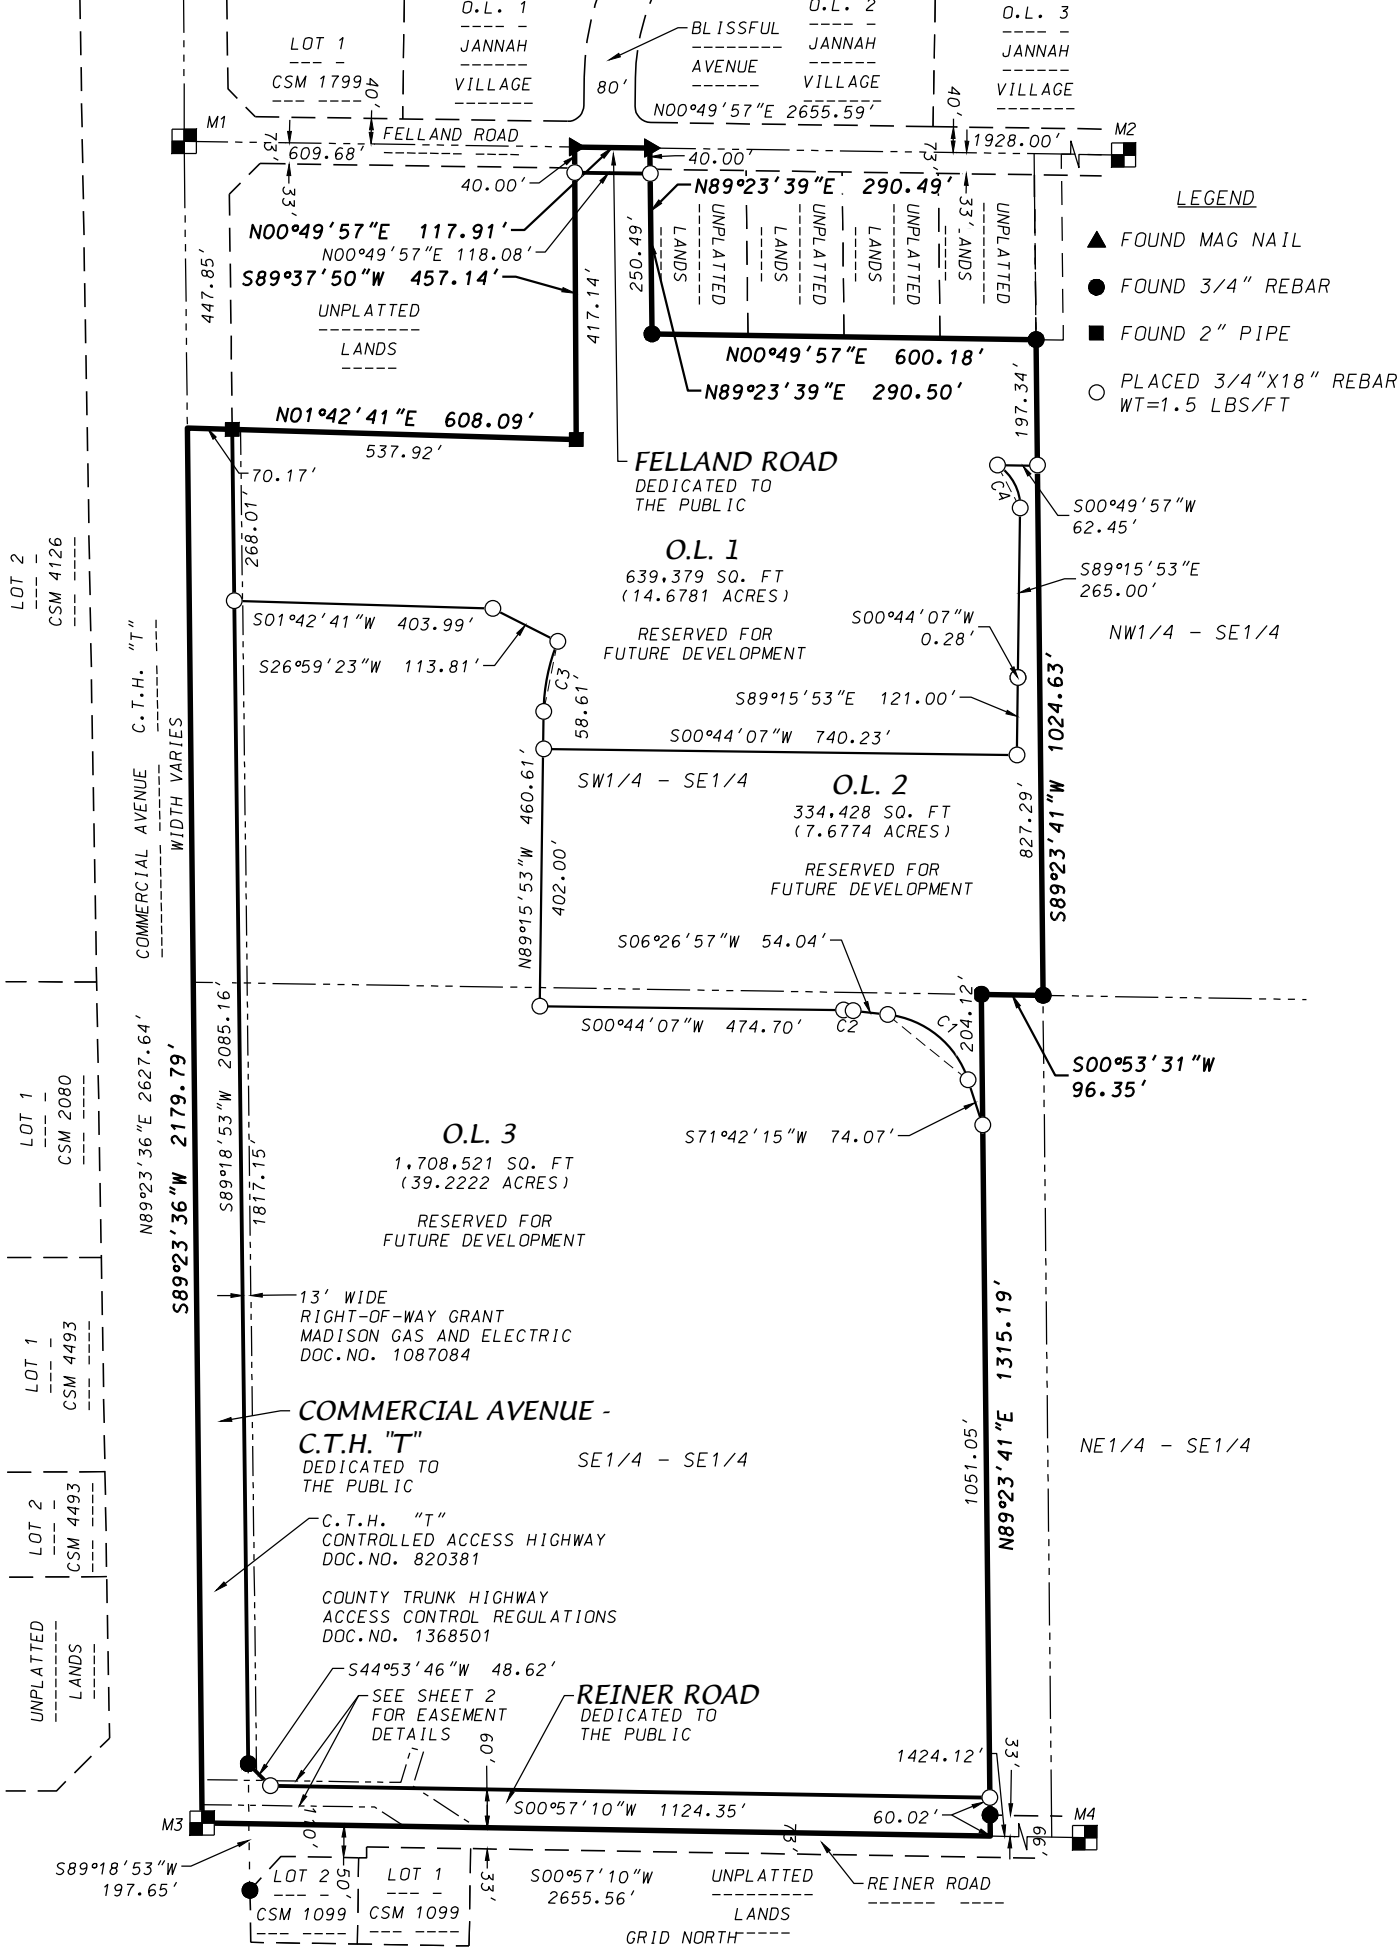 O.L. 1
JANNAH
VILLAGE
LOT 1
CSM 1799
BLISSFUL
AVENUE
80'
O.L. 2
JANNAH
VILLAGE
O.L. 3
JANNAH
VILLAGE
N00°49'57"E 2655.59'
40'
40'
M1
FELLAND ROAD
73'
609.68'
33'
40.00'
40.00'
73'
1928.00'
M2
33'
N89°23'39"E 290.49'
N00°49'57"E 117.91'
N00°49'57"E 118.08'
S89°37'50"W 457.14'
UNPLATTED
LANDS
447.85'
417.14'
250.49'
UNPLATTED
LANDS
UNPLATTED
LANDS
UNPLATTED
LANDS
UNPLATTED
ANDS
LEGEND
FOUND MAG NAIL
FOUND 3/4" REBAR
FOUND 2" PIPE
PLACED 3/4"X18" REBAR
WT=1.5 LBS/FT
N00°49'57"E 600.18'
N89°23'39"E 290.50'
197.34'
N01°42'41"E 608.09'
537.92'
70.17'
268.01'
FELLAND ROAD
DEDICATED TO
THE PUBLIC
C4
S00°49'57"W
62.45'
O.L. 1
639,379 SQ. FT
(14.6781 ACRES)
RESERVED FOR
FUTURE DEVELOPMENT
S89°15'53"E
265.00'
S00°44'07"W
0.28'
NW1/4 - SE1/4
LOT 2
CSM 4126
S01°42'41"W 403.99'
S26°59'23"W 113.81'
C3
58.61'
S89°15'53"E 121.00'
S00°44'07"W 740.23'
S89°23'41"W 1024.63'
827.29'
COMMERCIAL AVENUE C.T.H. "T"
WIDTH VARIES
SW1/4 - SE1/4
O.L. 2
334,428 SQ. FT
(7.6774 ACRES)
RESERVED FOR
FUTURE DEVELOPMENT
N89°15'53"W 460.61'
402.00'
S06°26'57"W 54.04'
S00°44'07"W 474.70'
C2
C1
204.12'
S00°53'31"W
96.35'
S71°42'15"W 74.07'
N89°23'36"E 2627.64'
S89°23'36"W 2179.79'
S89°18'53"W 2085.16'
1817.15'
LOT 1
CSM 2080
O.L. 3
1,708,521 SQ. FT
(39.2222 ACRES)
RESERVED FOR
FUTURE DEVELOPMENT
13' WIDE
RIGHT-OF-WAY GRANT
MADISON GAS AND ELECTRIC
DOC.NO. 1087084
LOT 1
CSM 4493
N89°23'41"E 1315.19'
1051.05'
COMMERCIAL AVENUE -
C.T.H. "T"
DEDICATED TO
THE PUBLIC
SE1/4 - SE1/4
NE1/4 - SE1/4
LOT 2
CSM 4493
C.T.H. "T"
CONTROLLED ACCESS HIGHWAY
DOC.NO. 820381
COUNTY TRUNK HIGHWAY
ACCESS CONTROL REGULATIONS
DOC.NO. 1368501
UNPLATTED
LANDS
S44°53'46"W 48.62'
SEE SHEET 2
FOR EASEMENT
DETAILS
REINER ROAD
DEDICATED TO
THE PUBLIC
60'
1424.12'
33'
S00°57'10"W 1124.35'
60.02'
M3
M4
73'
66'
S89°18'53"W
197.65'
50'
33'
LOT 2
CSM 1099
LOT 1
CSM 1099
S00°57'10"W
2655.56'
GRID NORTH
UNPLATTED
LANDS
REINER ROAD